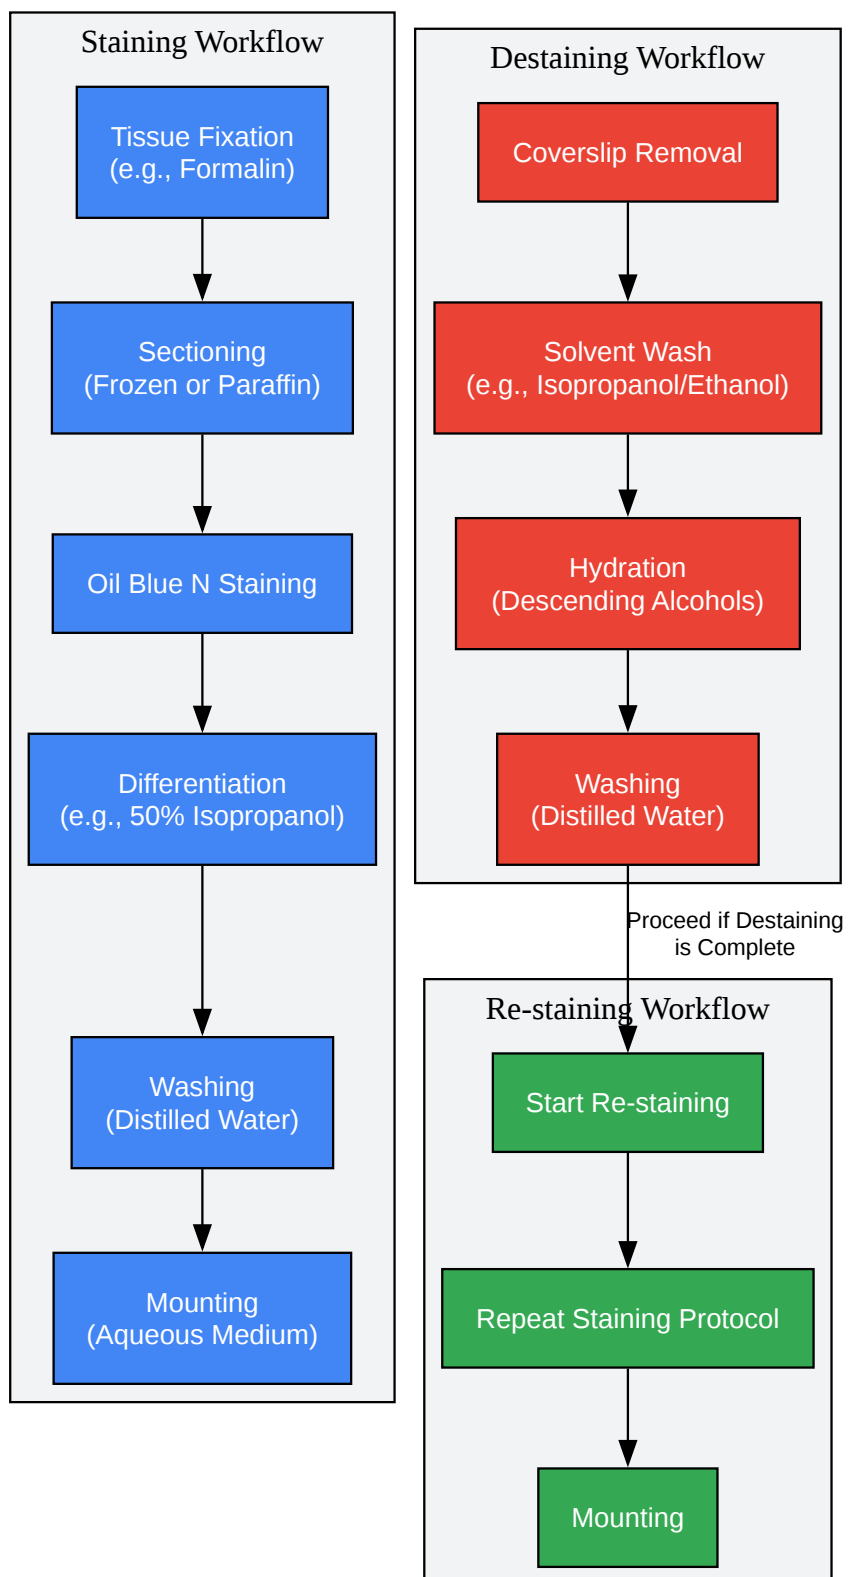 Staining Workflow
Tissue Fixation
(e.g., Formalin)
Sectioning
(Frozen or Paraffin)
Oil Blue N Staining
Differentiation
(e.g., 50% Isopropanol)
Washing
(Distilled Water)
Mounting
(Aqueous Medium)
Destaining Workflow
Coverslip Removal
Solvent Wash
(e.g., Isopropanol/Ethanol)
Hydration
(Descending Alcohols)
Washing
(Distilled Water)
Proceed if Destaining
is Complete
Re-staining Workflow
Start Re-staining
Repeat Staining Protocol
Mounting